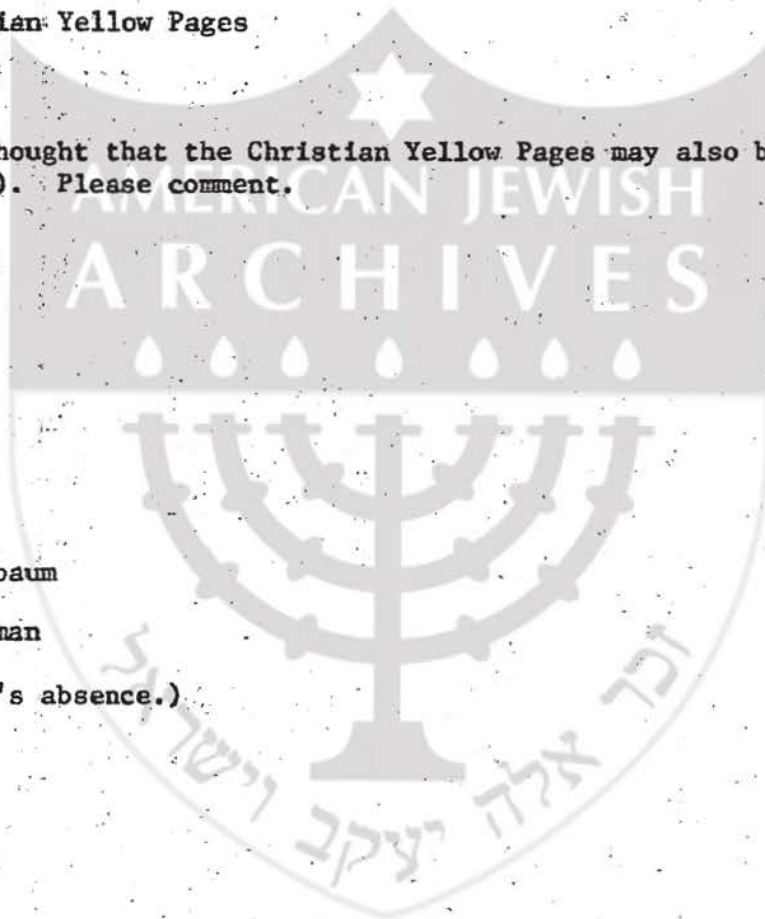 ian Yellow Pages
hought that the Christian Yellow Pages may also b
). Please comment.
AMERICAN JEWISH
ARCHIVES
baum
man
's absence.)
זכר אלה יעקב וישראל